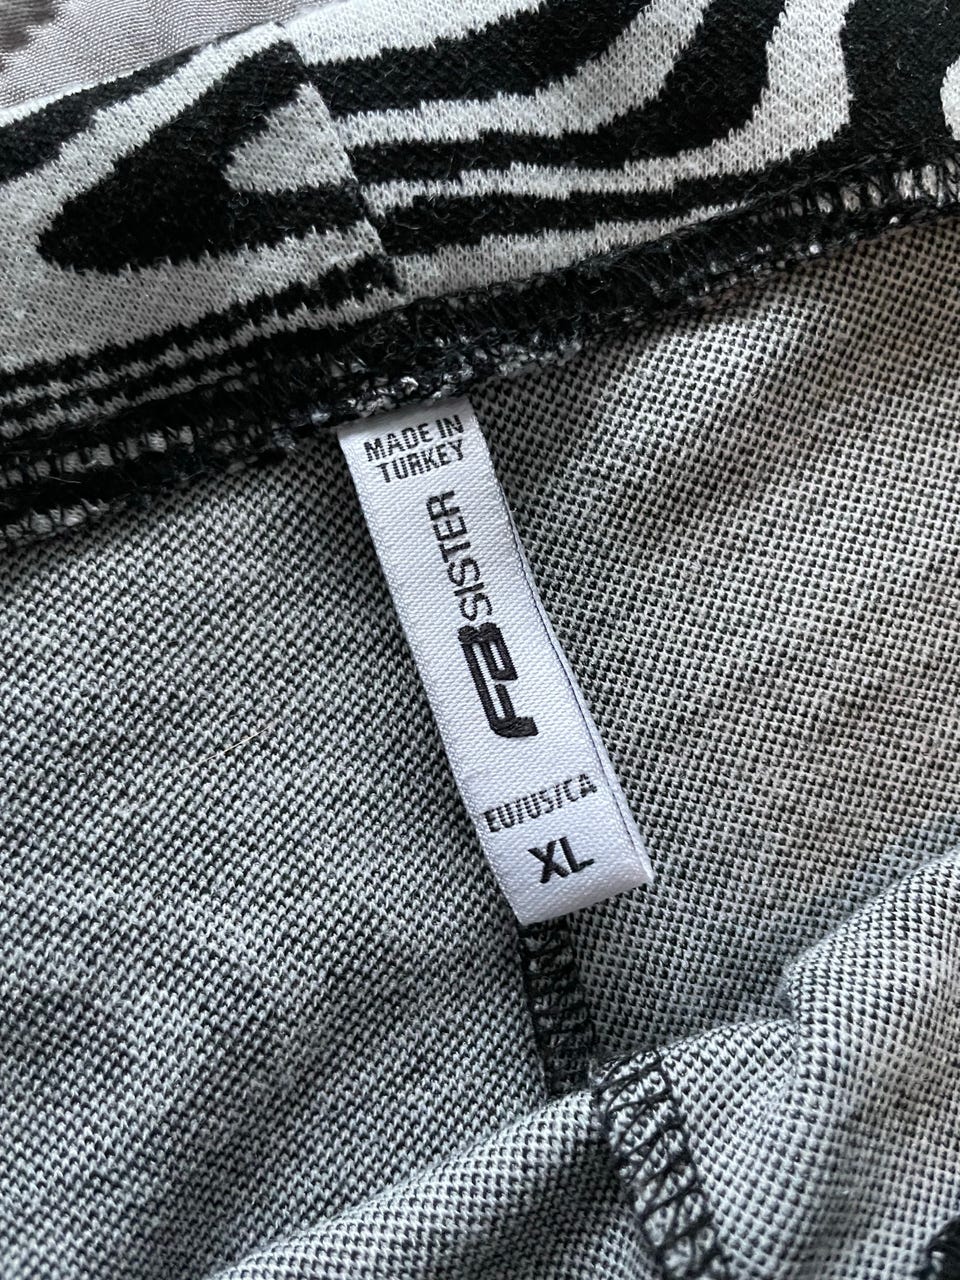 MADE IN
TURKEY
FB SISTER
EU/US/CA
XL